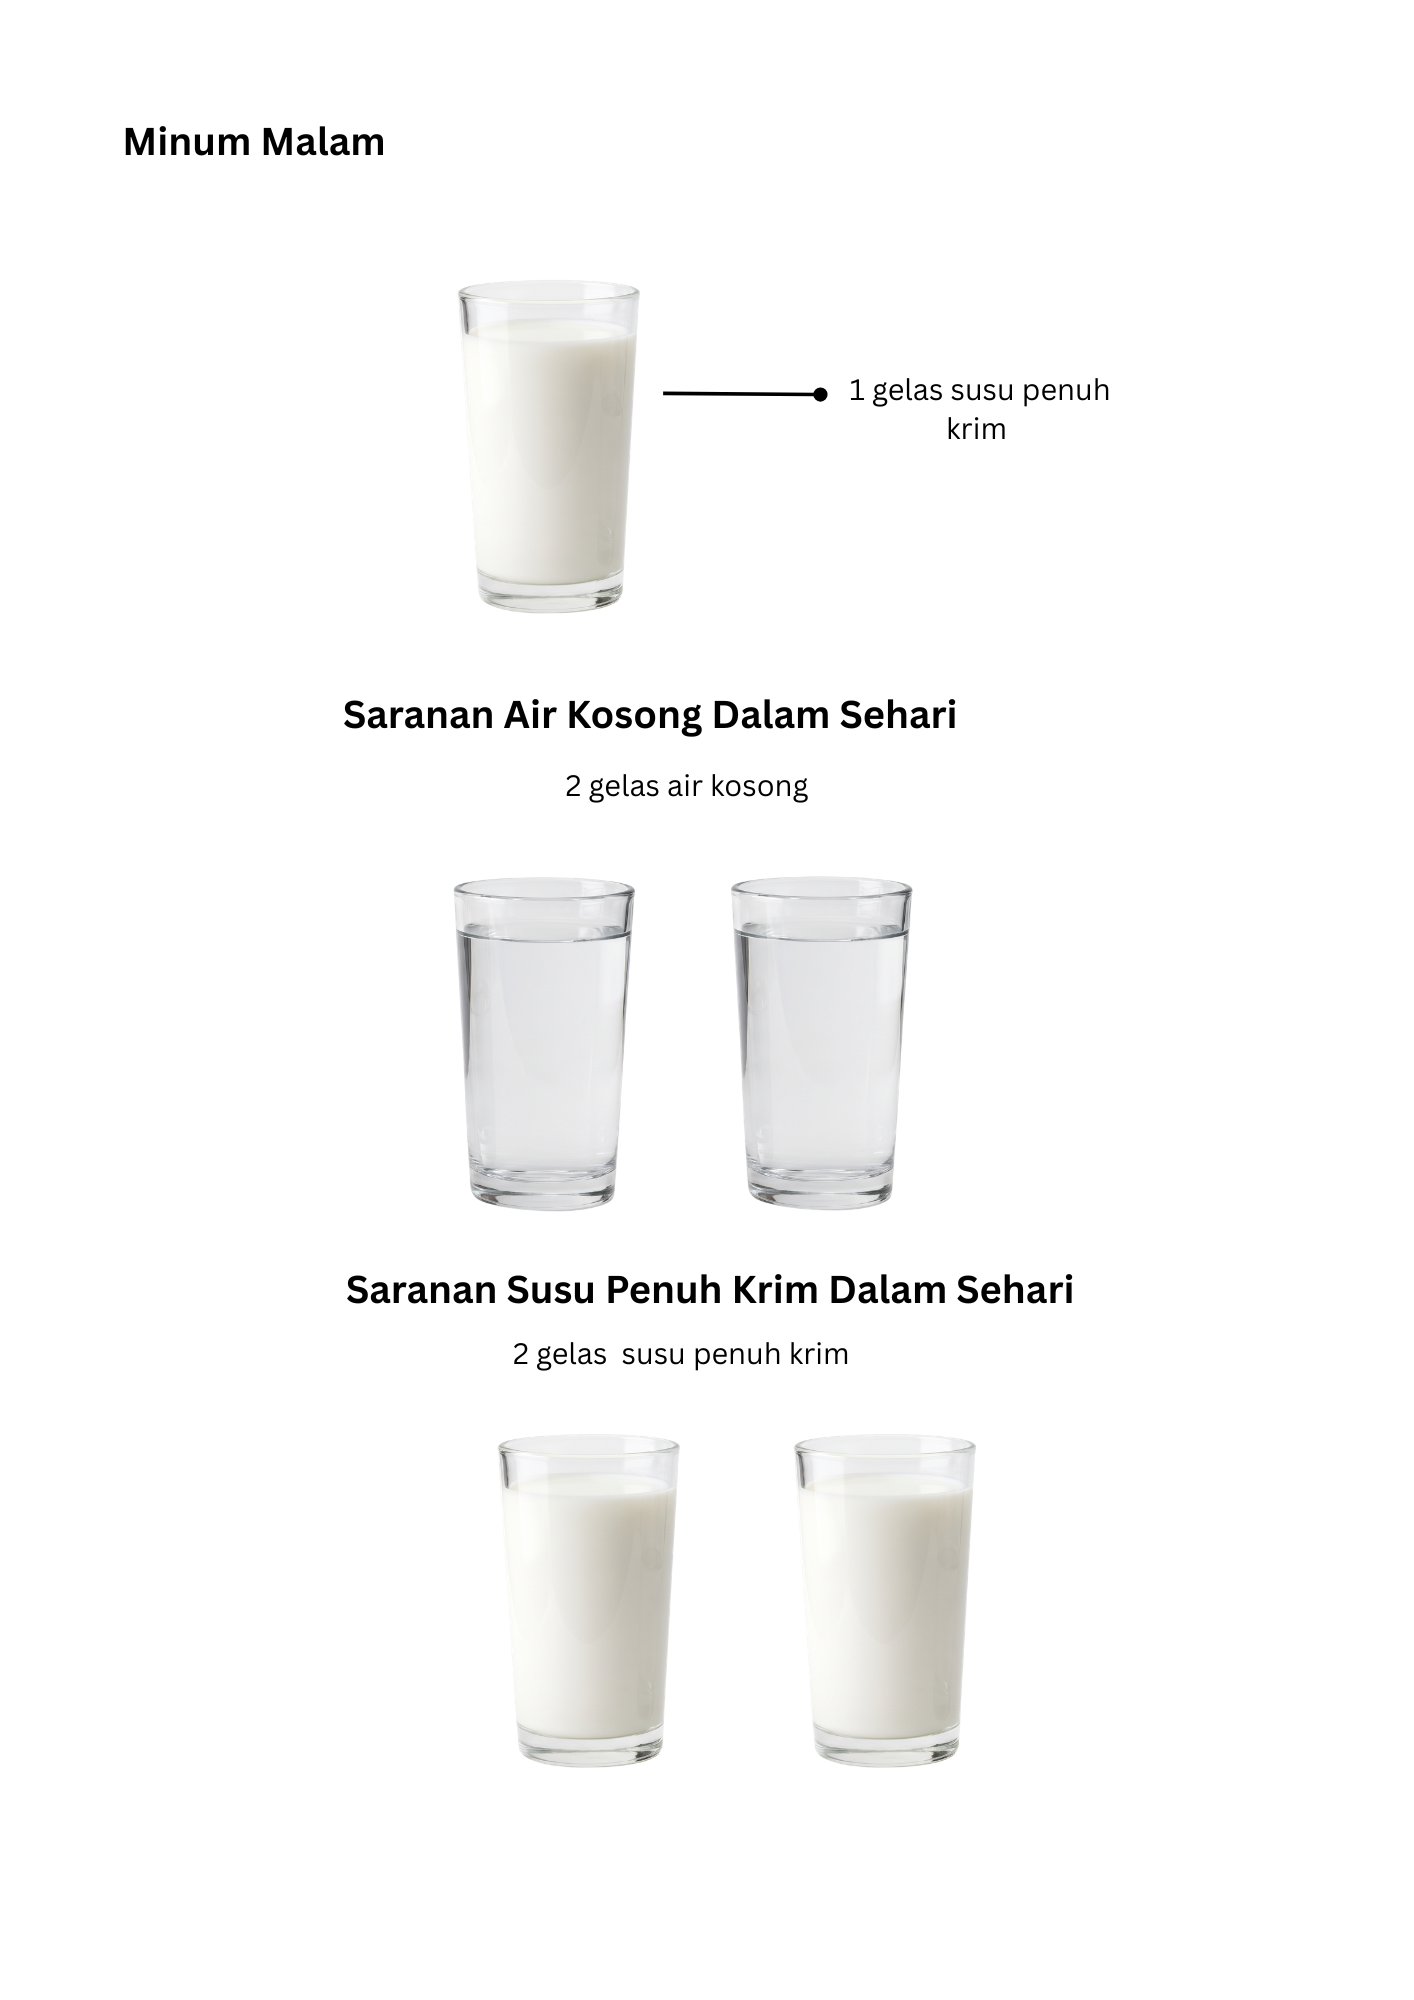 Minum Malam
1 gelas susu penuh
krim
Saranan Air Kosong Dalam Sehari
2 gelas air kosong
Saranan Susu Penuh Krim Dalam Sehari
2 gelas  susu penuh krim